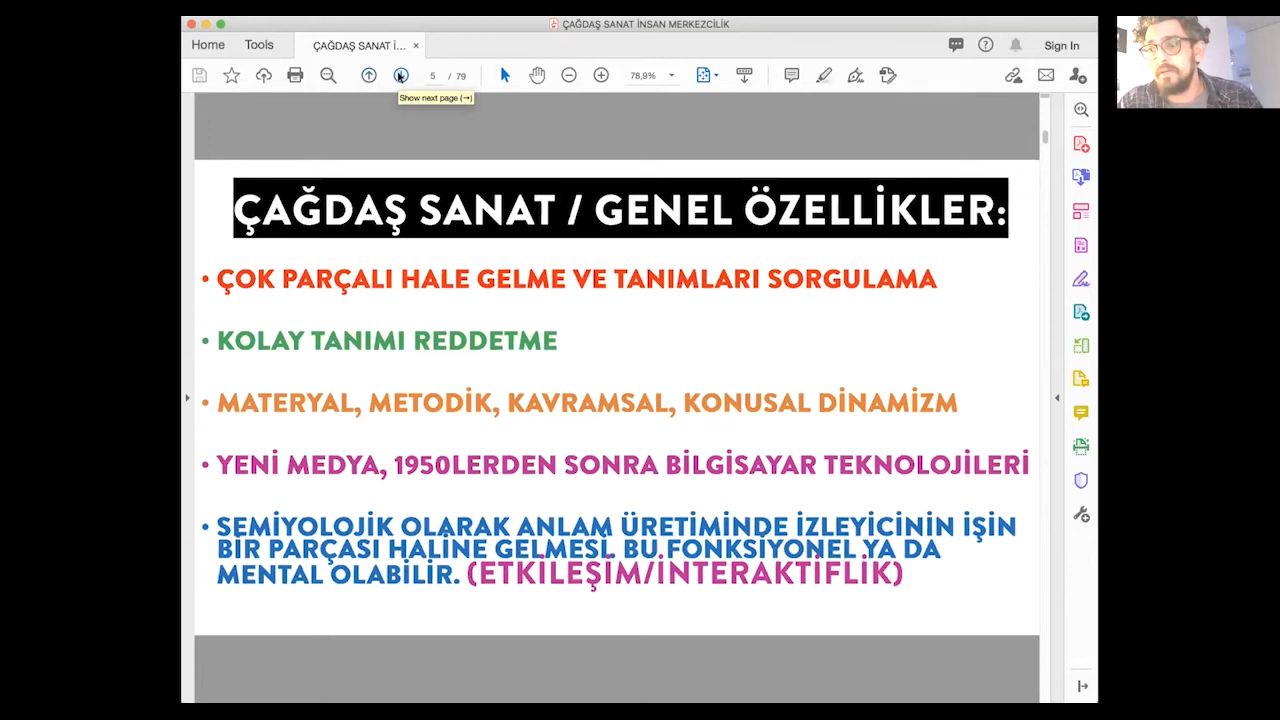 ÇAĞDAŞ SANAT İNSAN MERKEZCİLİK
Home
Tools
ÇAĞDAŞ SANAT İ... ×
Sign In
5 / 79
78,9%
Show next page (→)
ÇAĞDAŞ SANAT / GENEL ÖZELLİKLER:
• ÇOK PARÇALI HALE GELME VE TANIMLARI SORGULAMA
• KOLAY TANIMI REDDETME
• MATERYAL, METODİK, KAVRAMSAL, KONUSAL DİNAMİZM
• YENİ MEDYA, 1950LERDEN SONRA BİLGİSAYAR TEKNOLOJİLERİ
• SEMİYOLOJİK OLARAK ANLAM ÜRETİMİNDE İZLEYİCİNİN İŞİN
BİR PARÇASI HALİNE GELMESİ. BU FONKSİYONEL YA DA
MENTAL OLABİLİR. (ETKİLEŞİM/İNTERAKTİFLİK)